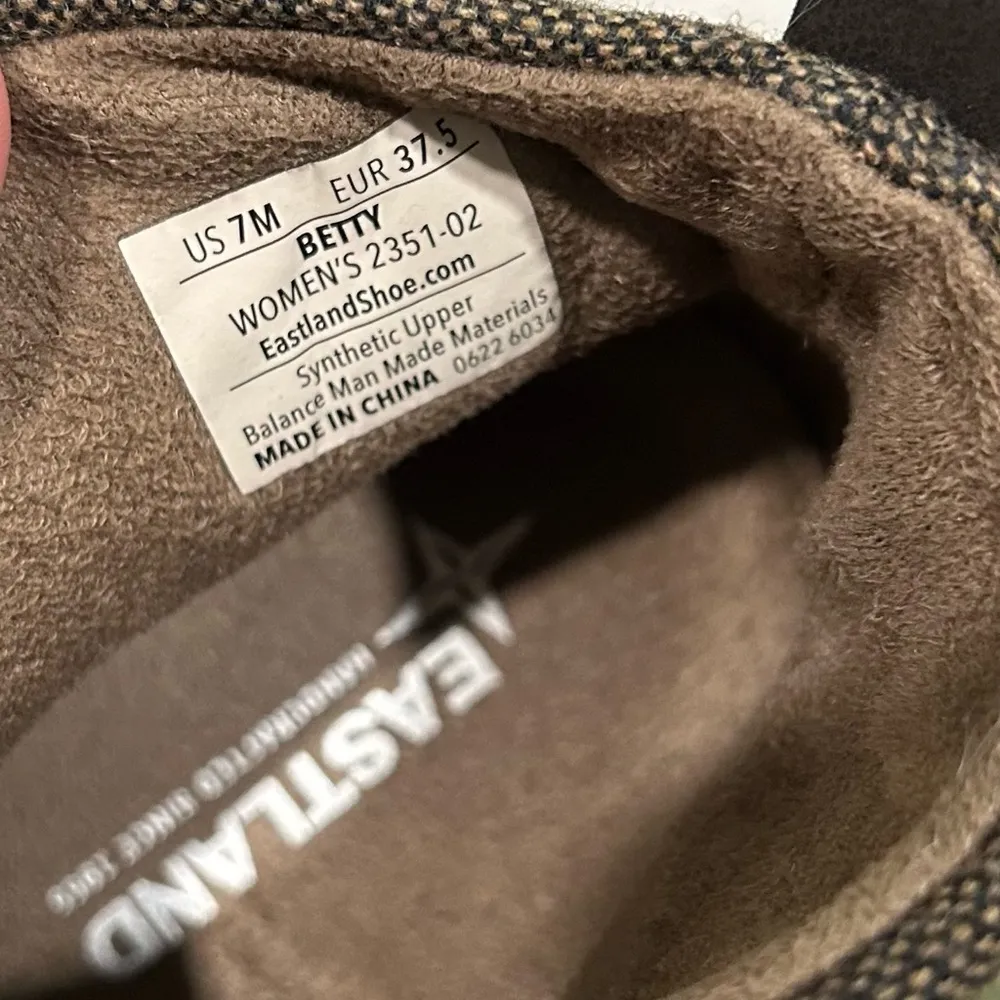 US 7M EUR 37.5
BETTY
WOMEN'S 2351-02
EastlandShoe.com
Synthetic Upper
Balance Man Made Materials
MADE IN CHINA 0622 6034
EASTLAND
HANDCRAFTED SINCE